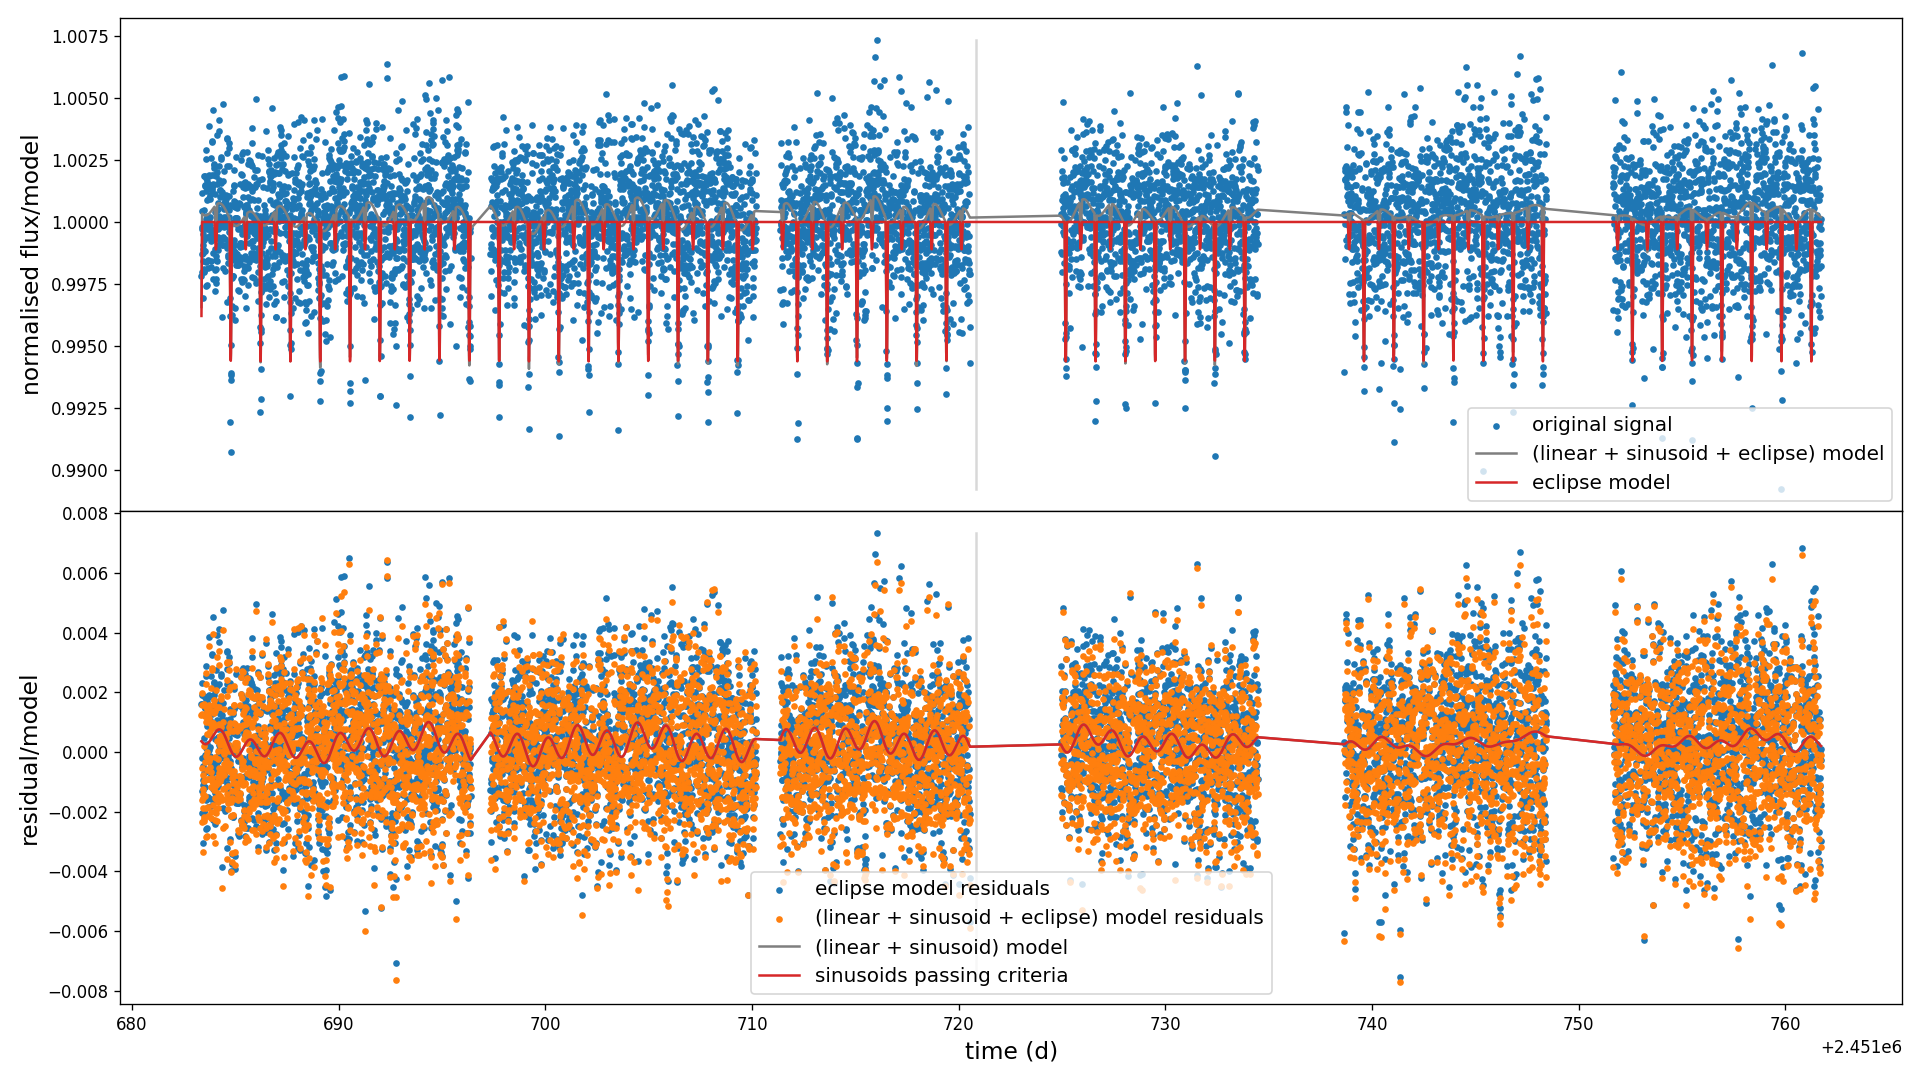 normalised flux/model
1.0075
1.0050
1.0025
1.0000
0.9975
0.9950
0.9925
0.9900
original signal
(linear + sinusoid + eclipse) model
eclipse model
residual/model
0.008
0.006
0.004
0.002
0.000
−0.002
−0.004
−0.006
−0.008
eclipse model residuals
(linear + sinusoid + eclipse) model residuals
(linear + sinusoid) model
sinusoids passing criteria
680 690 700 710 720 730 740 750 760
time (d)
+2.451e6